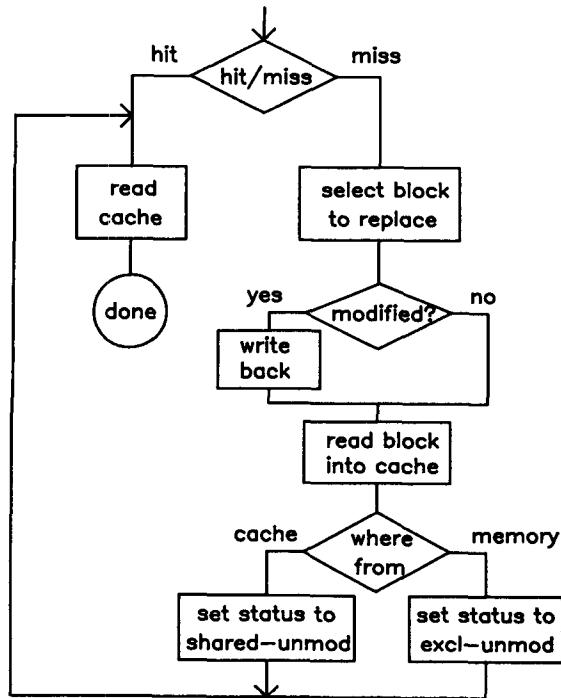 hit
miss
hit/miss
read
cache
select block
to replace
done
yes
no
modified?
write
back
read block
into cache
cache
memory
where
from
set status to
shared-unmod
set status to
excl-unmod